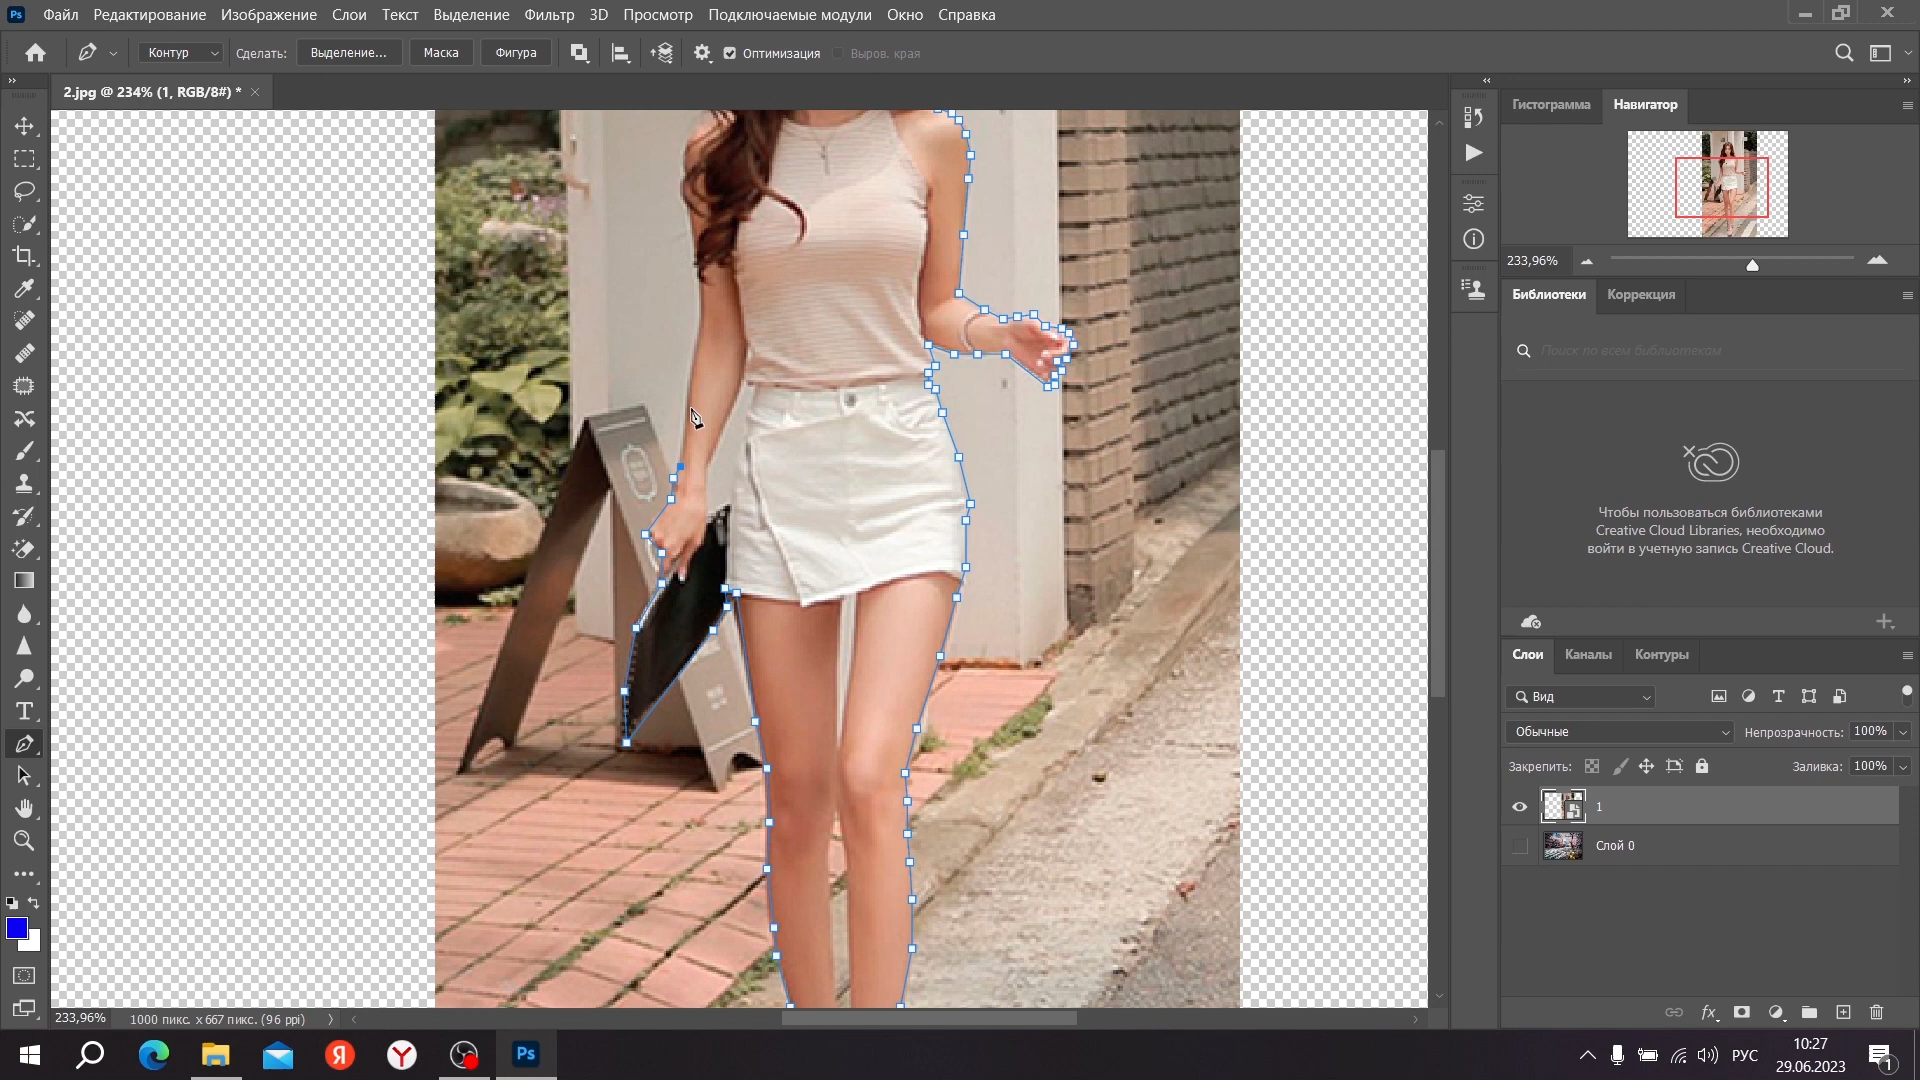 Ps Файл Редактирование Изображение Слои Текст Выделение Фильтр 3D Просмотр Подключаемые модули Окно Справка
Контур Сделать: Выделение... Маска Фигура Оптимизация Выров. края
2.jpg @ 234% (1, RGB/8#) *
Гистограмма Навигатор
233,96%
Библиотеки Коррекция
Поиск по всем библиотекам
Чтобы пользоваться библиотеками
Creative Cloud Libraries, необходимо
войти в учетную запись Creative Cloud.
Слои Каналы Контуры
Вид
Обычные Непрозрачность: 100%
Закрепить: Заливка: 100%
1
Слой 0
fx
233,96% 1000 пикс. x 667 пикс. (96 ppi)
Я Y Ps
РУС
10:27
29.06.2023
1